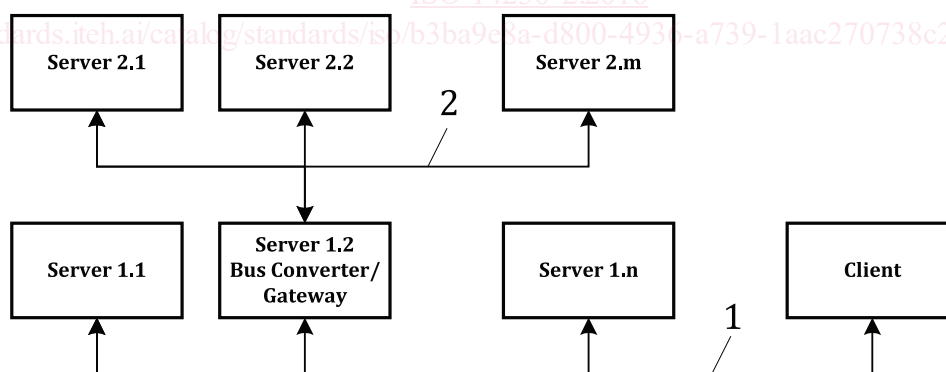 ISO 14230-2:2016
dards.iteh.ai/catalog/standards/iso/b3ba9e8a-d800-4936-a739-1aac270738c2
Server 2.1
Server 2.2
Server 2.m
2
Server 1.1
Server 1.2
Bus Converter/
Gateway
Server 1.n
Client
1